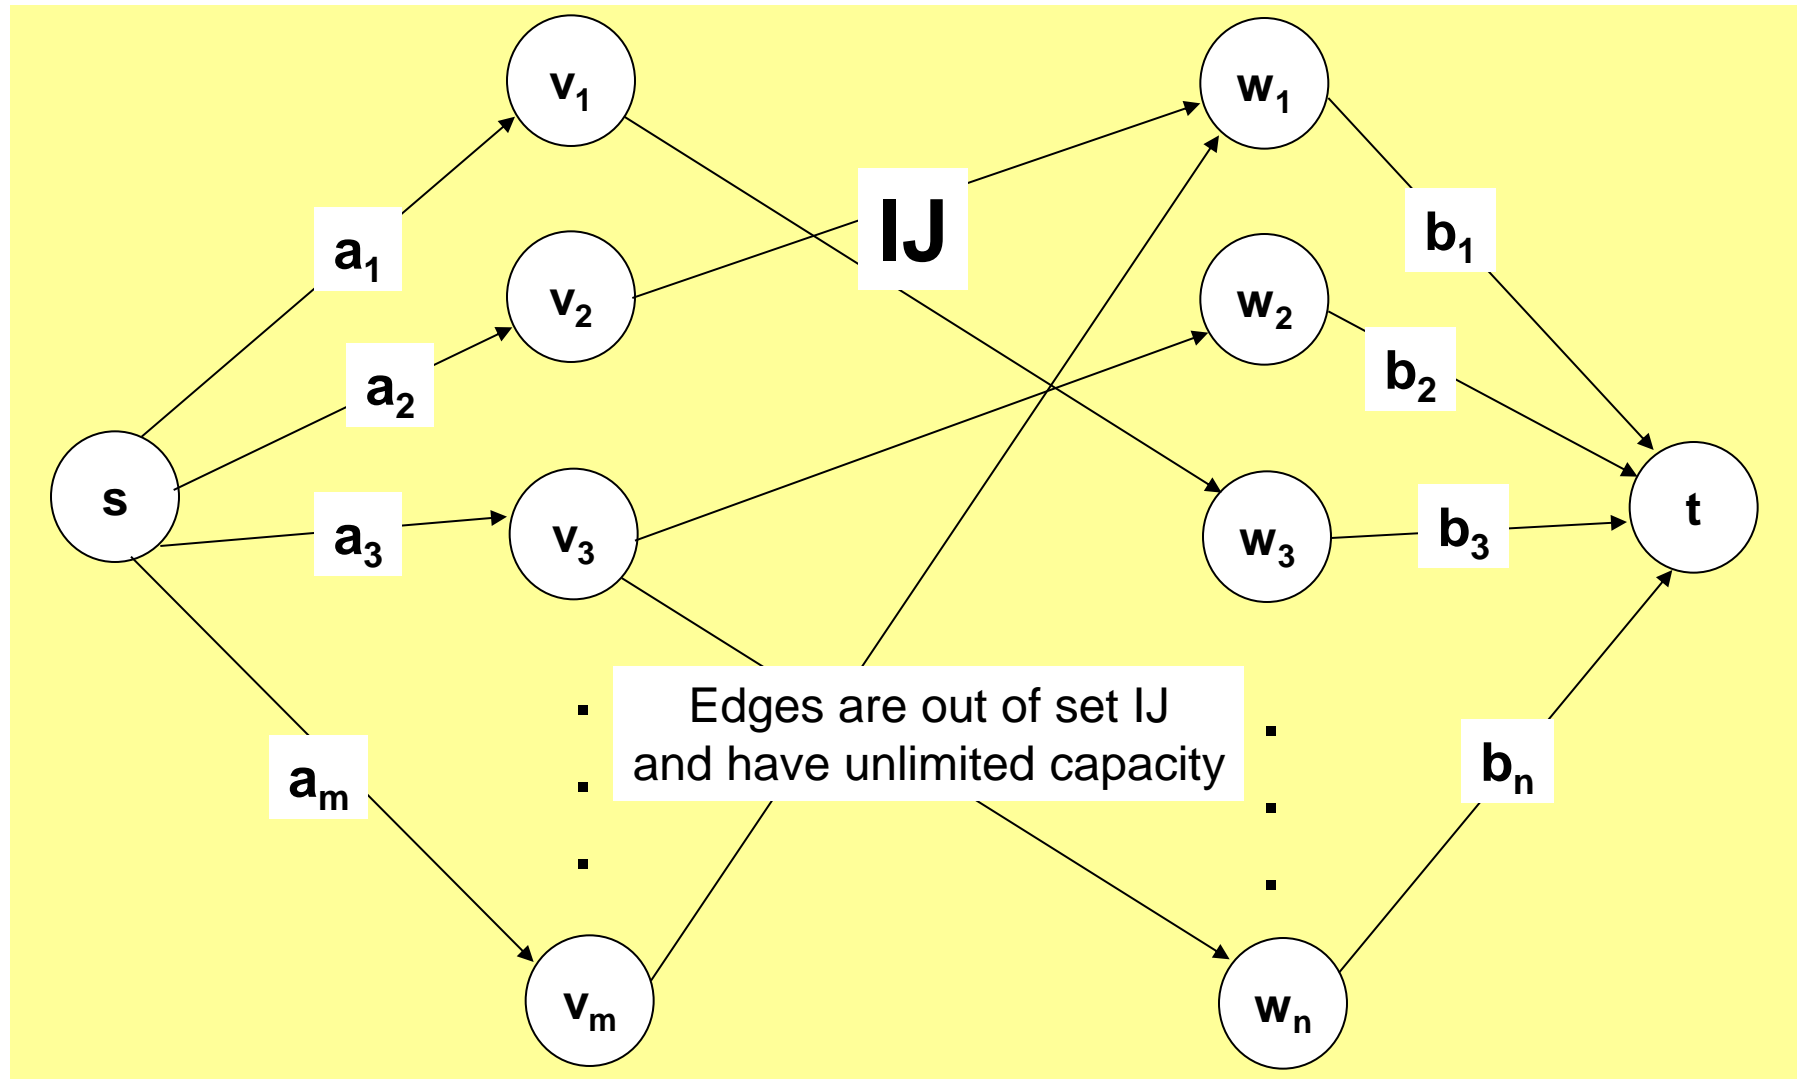 v1
w1
IJ
a1
b1
v2
w2
a2
b2
s
a3
v3
w3
b3
t
Edges are out of set IJ
and have unlimited capacity
am
bn
vm
wn